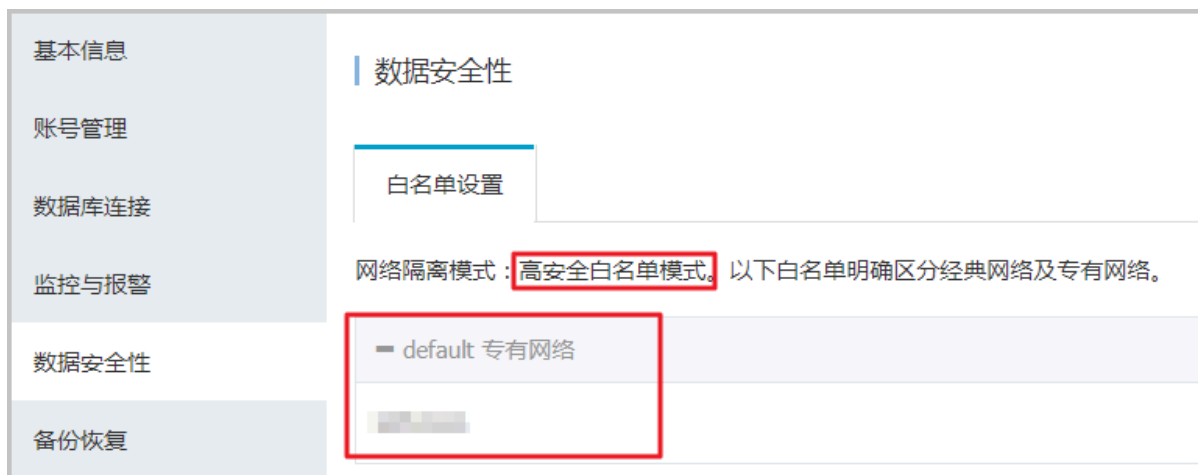 基本信息
账号管理
数据库连接
监控与报警
数据安全性
备份恢复
数据安全性
白名单设置
网络隔离模式：高安全白名单模式。以下白名单明确区分经典网络及专有网络。
default 专有网络